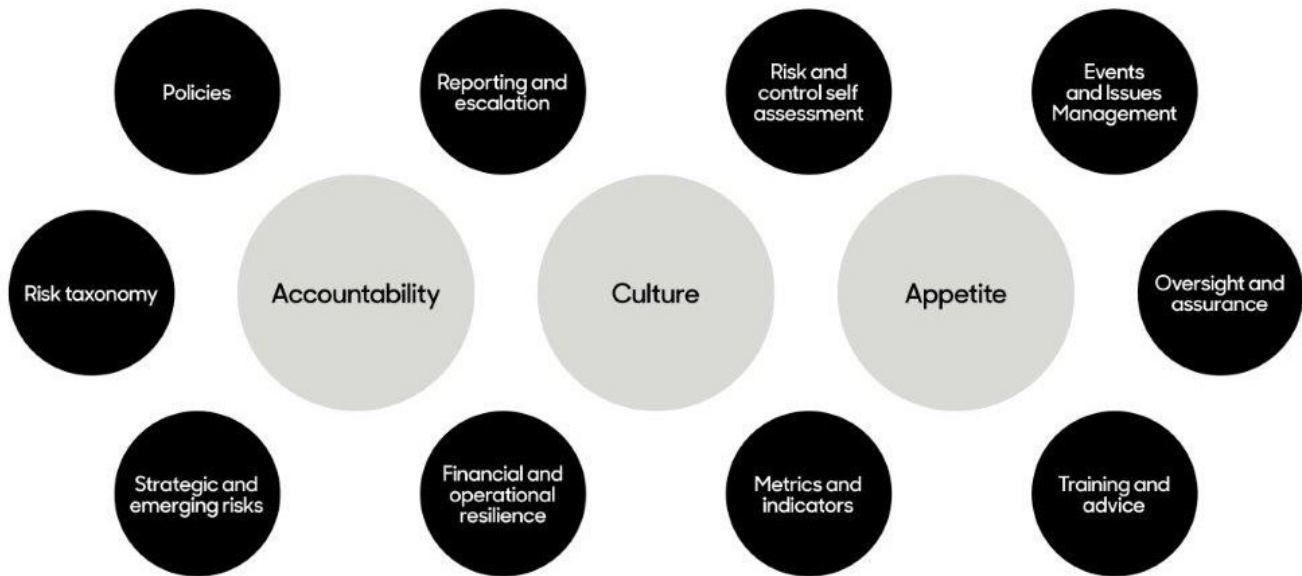 Policies
Reporting and
escalation
Risk and
control self
assessment
Events
and Issues
Management
Risk taxonomy
Accountability
Culture
Appetite
Oversight and
assurance
Strategic and
emerging risks
Financial and
operational
resilience
Metrics and
indicators
Training and
advice